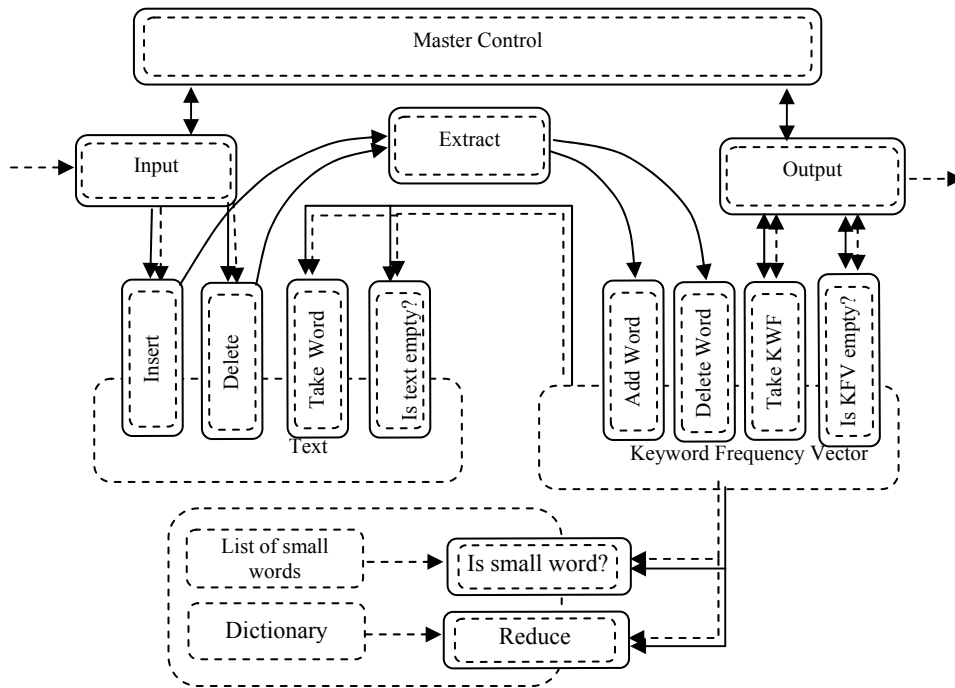 Master Control
Input
Extract
Output
Insert
Delete
Take Word
Is text empty?
Add Word
Delete Word
Take KWF
Is KFV empty?
Text
Keyword Frequency Vector
List of small
words
Is small word?
Dictionary
Reduce